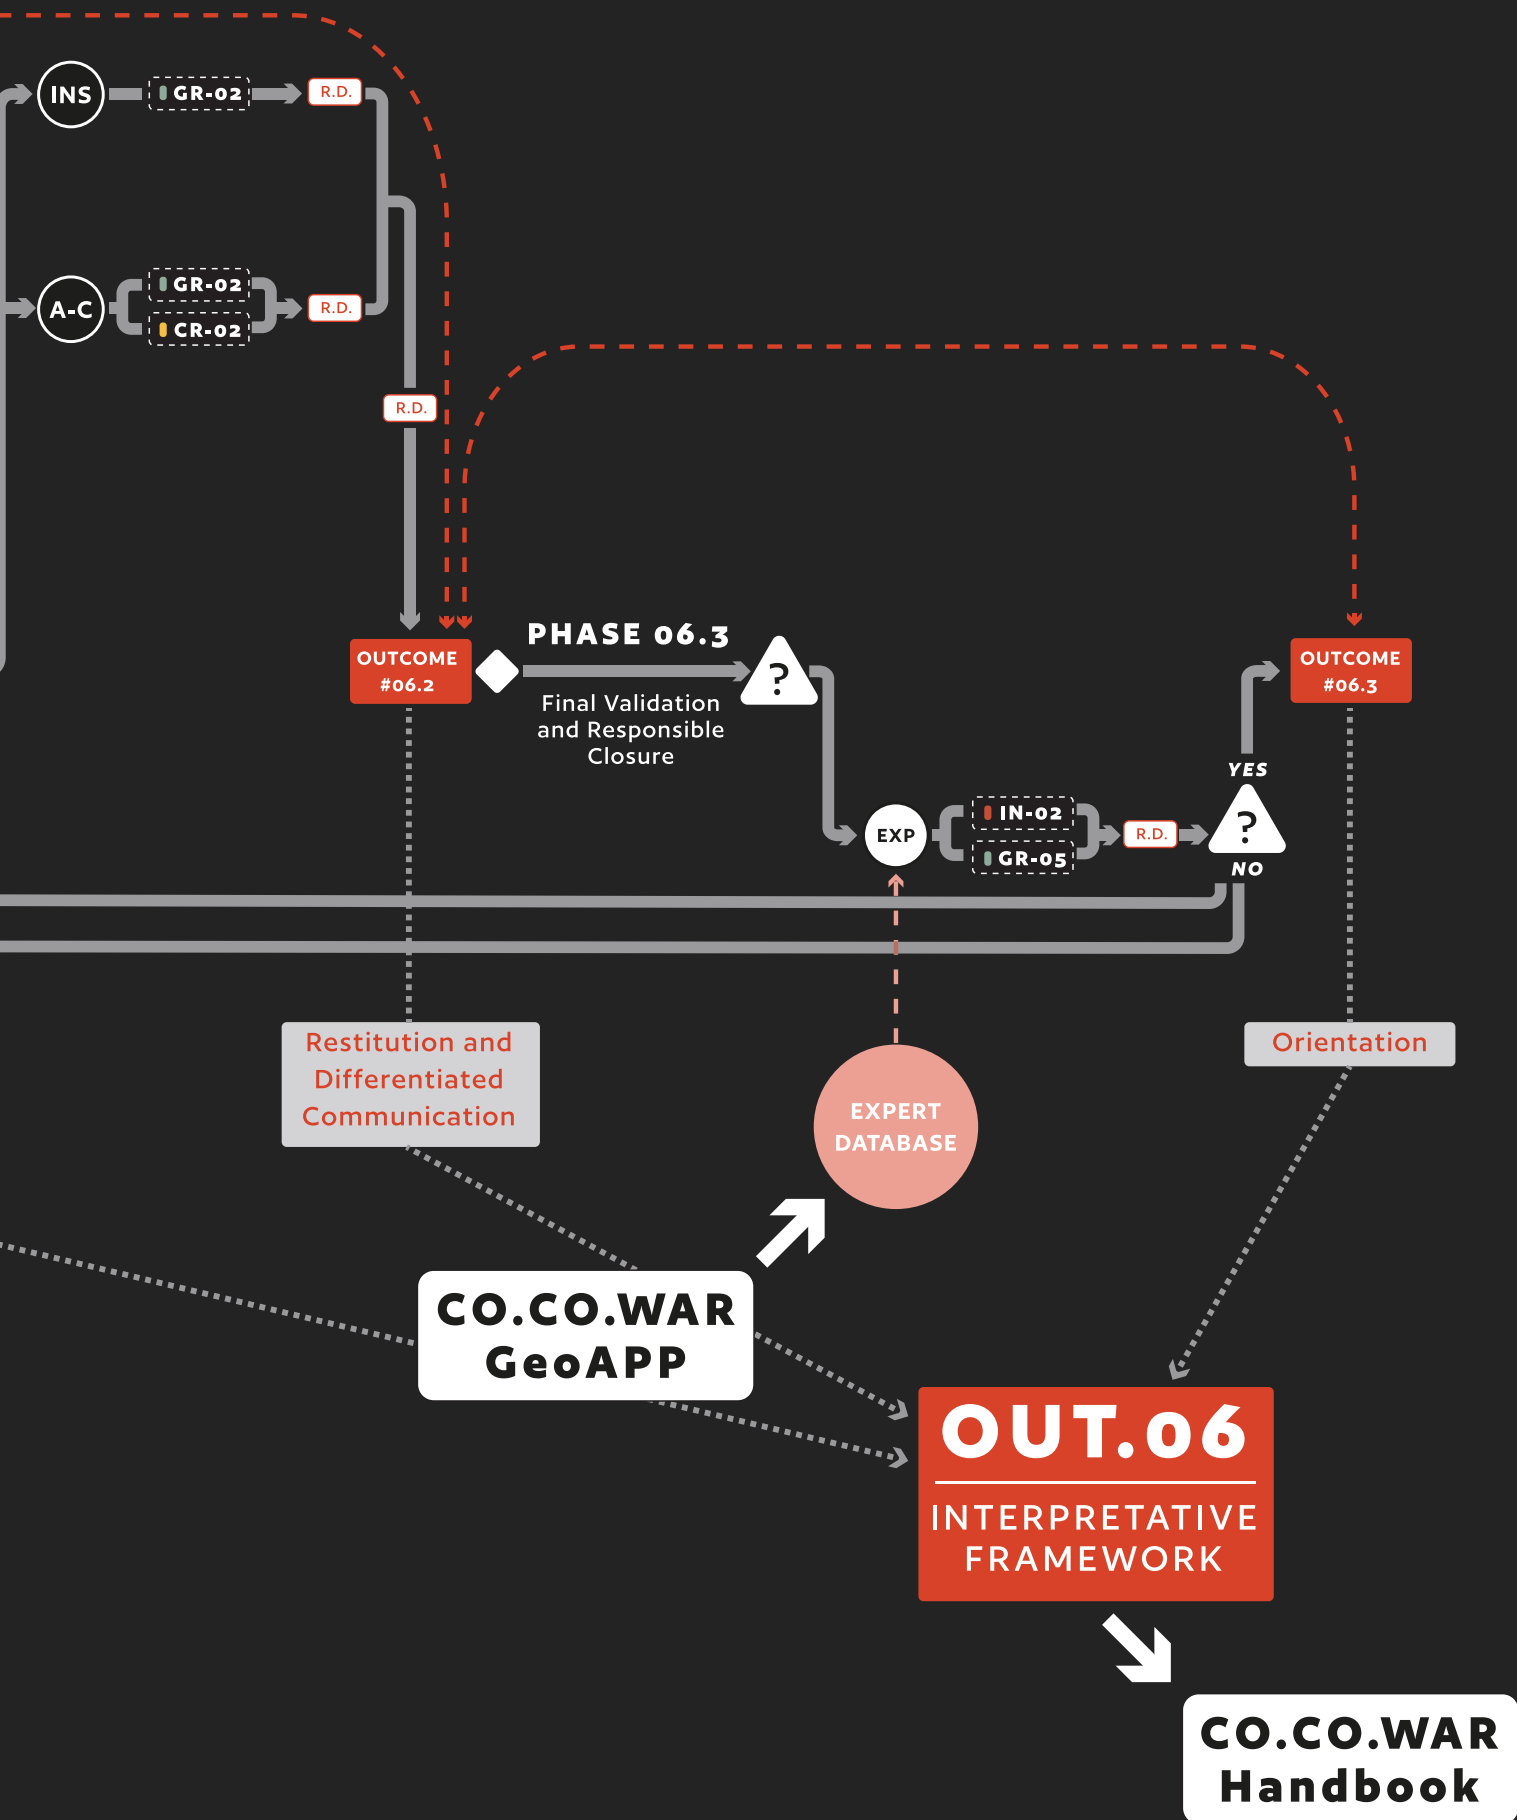 INS
GR-02
R.D.
A-C
GR-02
CR-02
R.D.
R.D.
OUTCOME
#06.2
PHASE 06.3
?
Final Validation
and Responsible
Closure
OUTCOME
#06.3
YES
?
NO
EXP
IN-02
GR-05
R.D.
Restitution and
Differentiated
Communication
EXPERT
DATABASE
Orientation
CO.CO.WAR
GeoAPP
OUT.06
INTERPRETATIVE
FRAMEWORK
CO.CO.WAR
Handbook